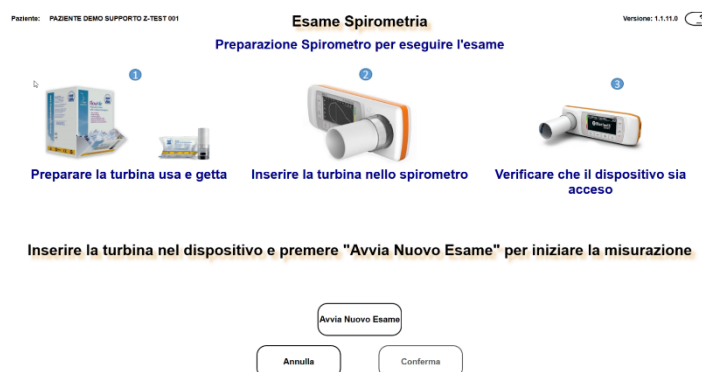 Paziente: PAZIENTE DEMO SUPPORTO Z-TEST 001
Esame Spirometria
Versione: 1.1.11.0
Preparazione Spirometro per eseguire l'esame
1
2
3
Preparare la turbina usa e getta
Inserire la turbina nello spirometro
Verificare che il dispositivo sia
acceso
Inserire la turbina nel dispositivo e premere "Avvia Nuovo Esame" per iniziare la misurazione
Avvia Nuovo Esame
Annulla
Conferma